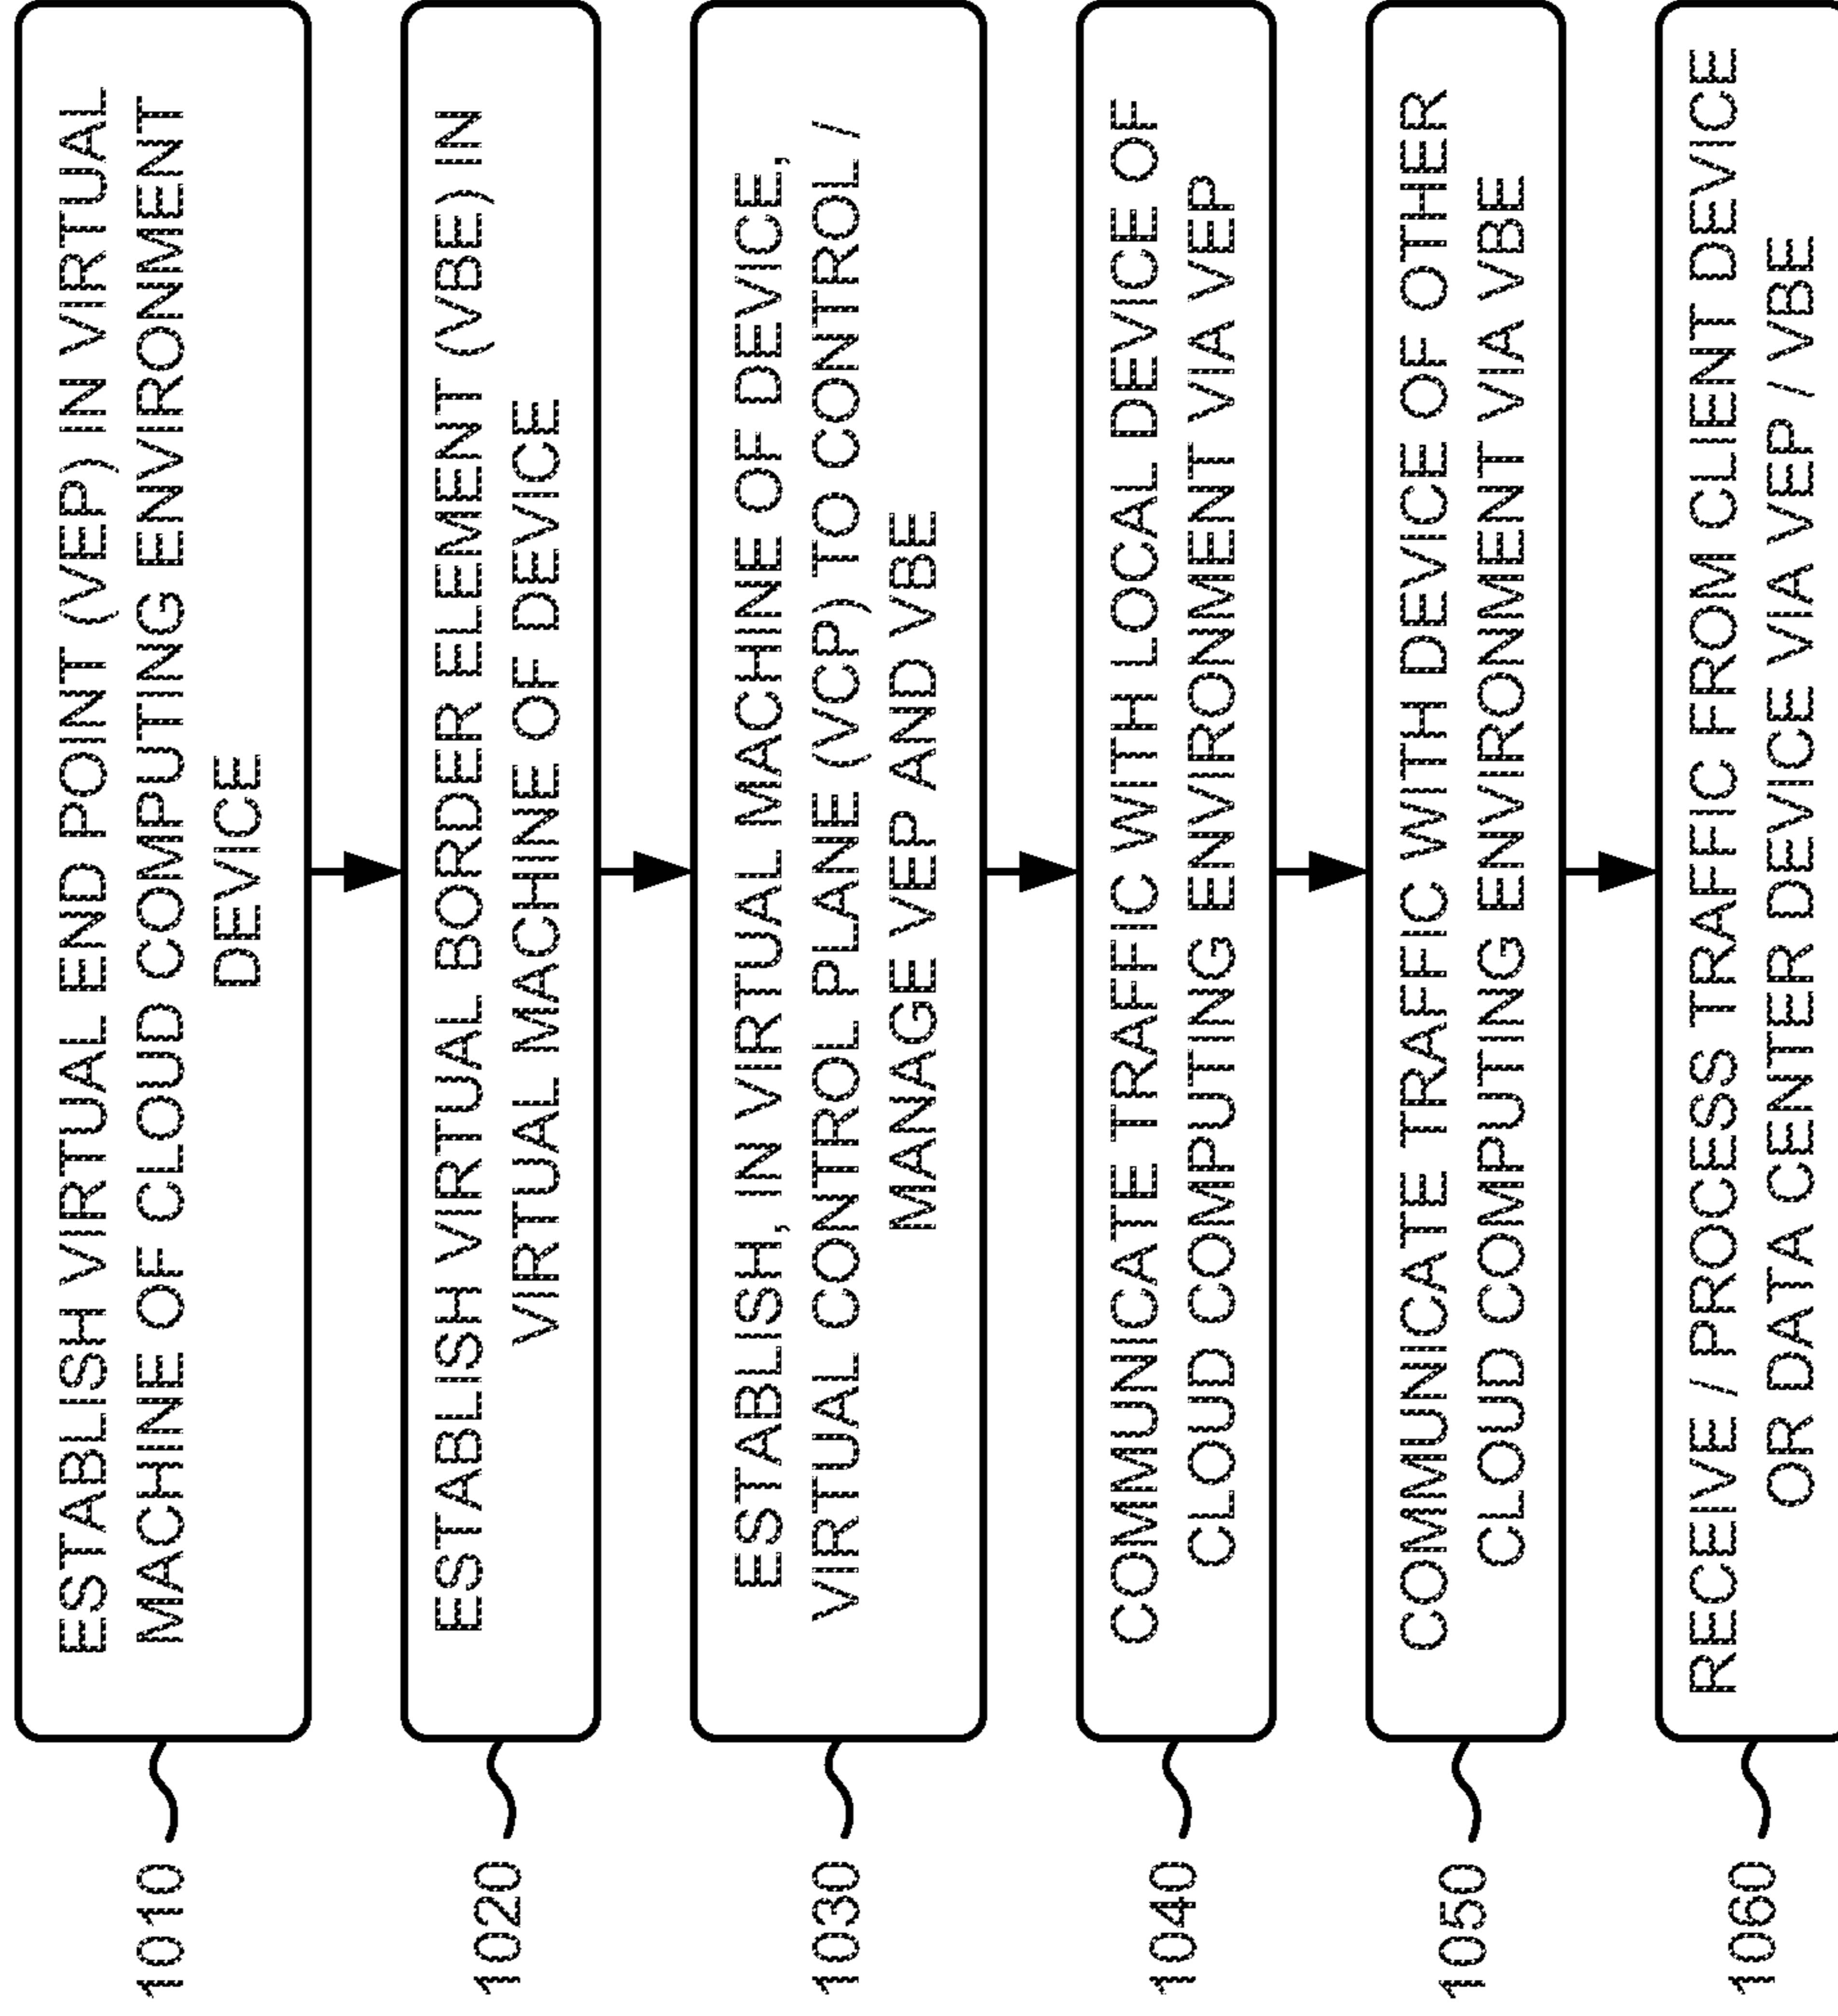 ESTABLISH VIRTUAL END POINT (VEP) IN VIRTUAL
MACHINE OF CLOUD COMPUTING ENVIRONMENT
DEVICE
1010
ESTABLISH VIRTUAL BORDER ELEMENT (VBE) IN
VIRTUAL MACHINE OF DEVICE
1020
ESTABLISH, IN VIRTUAL MACHINE OF DEVICE,
VIRTUAL CONTROL PLANE (VCP) TO CONTROL /
MANAGE VEP AND VBE
1030
COMMUNICATE TRAFFIC WITH LOCAL DEVICE OF
CLOUD COMPUTING ENVIRONMENT VIA VEP
1040
COMMUNICATE TRAFFIC WITH DEVICE OF OTHER
CLOUD COMPUTING ENVIRONMENT VIA VBE
1050
RECEIVE / PROCESS TRAFFIC FROM CLIENT DEVICE
OR DATA CENTER DEVICE VIA VEP / VBE
1060